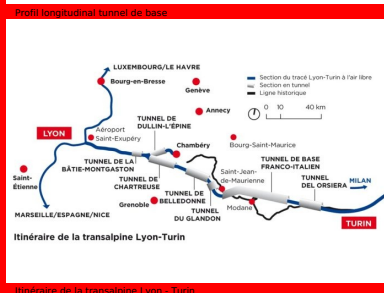 Profil longitudinal tunnel de base
LUXEMBOURG/LE HAVRE
Bourg-en-Bresse
Genève
Section du tracé Lyon-Turin à l'air libre
Section en tunnel
Ligne historique
0 10 40 km
Annecy
LYON
Aéroport
Saint-Exupéry
TUNNEL DE
DULLIN-L'ÉPINE
Chambéry
Bourg-Saint-Maurice
TUNNEL DE LA
BÂTIE-MONTGASTON
TUNNEL DE
CHARTREUSE
TUNNEL DE BASE
FRANCO-ITALIEN
Saint-Jean-
de-Maurienne
TUNNEL
DEL ORSIERA
MILAN
Saint-
Étienne
Grenoble
TUNNEL DE
BELLEDONNE
TUNNEL
DU GLANDON
Modane
MARSEILLE/ESPAGNE/NICE
TURIN
Itinéraire de la transalpine Lyon-Turin
Itinéraire de la transalpine Lyon - Turin